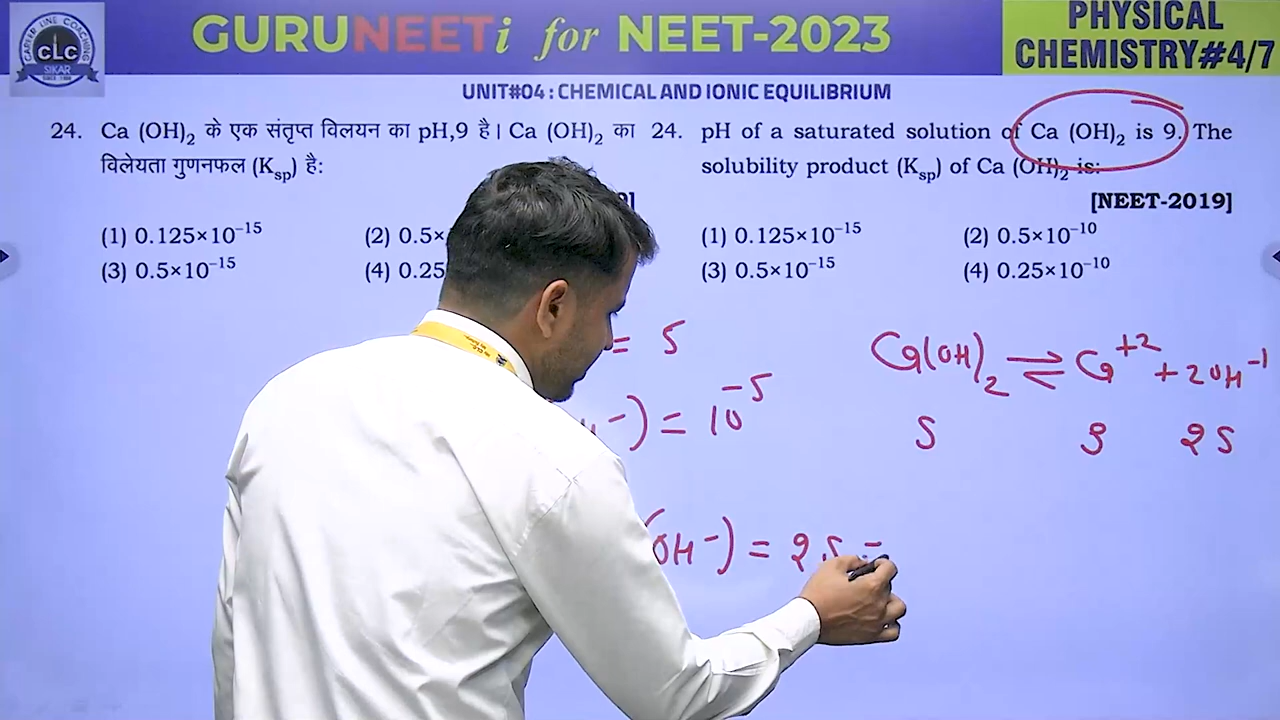 GURUNEETi for NEET-2023
PHYSICAL
CHEMISTRY#4/7
CAREER LINE COACHING
CLC
SIKAR
SINCE 1996
UNIT#04 : CHEMICAL AND IONIC EQUILIBRIUM
24. Ca (OH)₂ के एक संतृप्त विलयन का pH,9 है। Ca (OH)₂ का
विलेयता गुणनफल (Kₛₚ) है:
(1) 0.125×10⁻¹⁵ (2) 0.5×
(3) 0.5×10⁻¹⁵ (4) 0.25
24. pH of a saturated solution of Ca (OH)₂ is 9. The
solubility product (Kₛₚ) of Ca (OH)₂ is:
[NEET-2019]
(1) 0.125×10⁻¹⁵ (2) 0.5×10⁻¹⁰
(3) 0.5×10⁻¹⁵ (4) 0.25×10⁻¹⁰
= 5
⁻) = 10⁻⁵
(OH⁻) = 2S =
Ca(OH)₂ ⇌ Ca⁺² + 2OH⁻¹
S S 2S